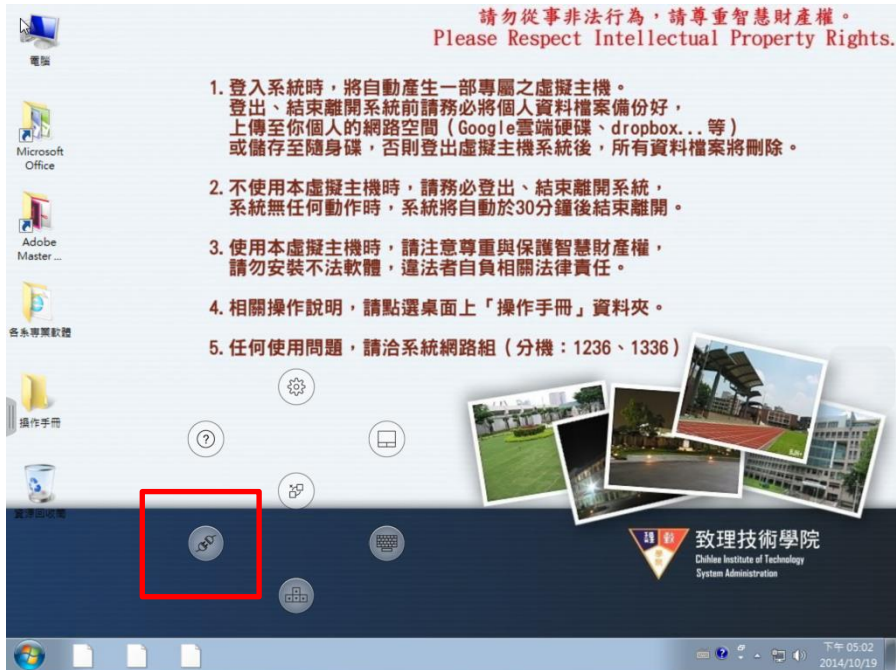 請勿從事非法行為，請尊重智慧財產權。
Please Respect Intellectual Property Rights.
電腦
1. 登入系統時，將自動產生一部專屬之虛擬主機。
登出、結束離開系統前請務必將個人資料檔案備份好，
上傳至你個人的網路空間（Google雲端硬碟、dropbox...等）
或儲存至隨身碟，否則登出虛擬主機系統後，所有資料檔案將刪除。
Microsoft
Office
2. 不使用本虛擬主機時，請務必登出、結束離開系統，
系統無任何動作時，系統將自動於30分鐘後結束離開。
Adobe
Master ...
3. 使用本虛擬主機時，請注意尊重與保護智慧財產權，
請勿安裝不法軟體，違法者自負相關法律責任。
4. 相關操作說明，請點選桌面上「操作手冊」資料夾。
各系專業軟體
5. 任何使用問題，請洽系統網路組（分機：1236、1336）
操作手冊
資源回收筒
致理技術學院
Chihlee Institute of Technology
System Administration
下午 05:02
2014/10/19